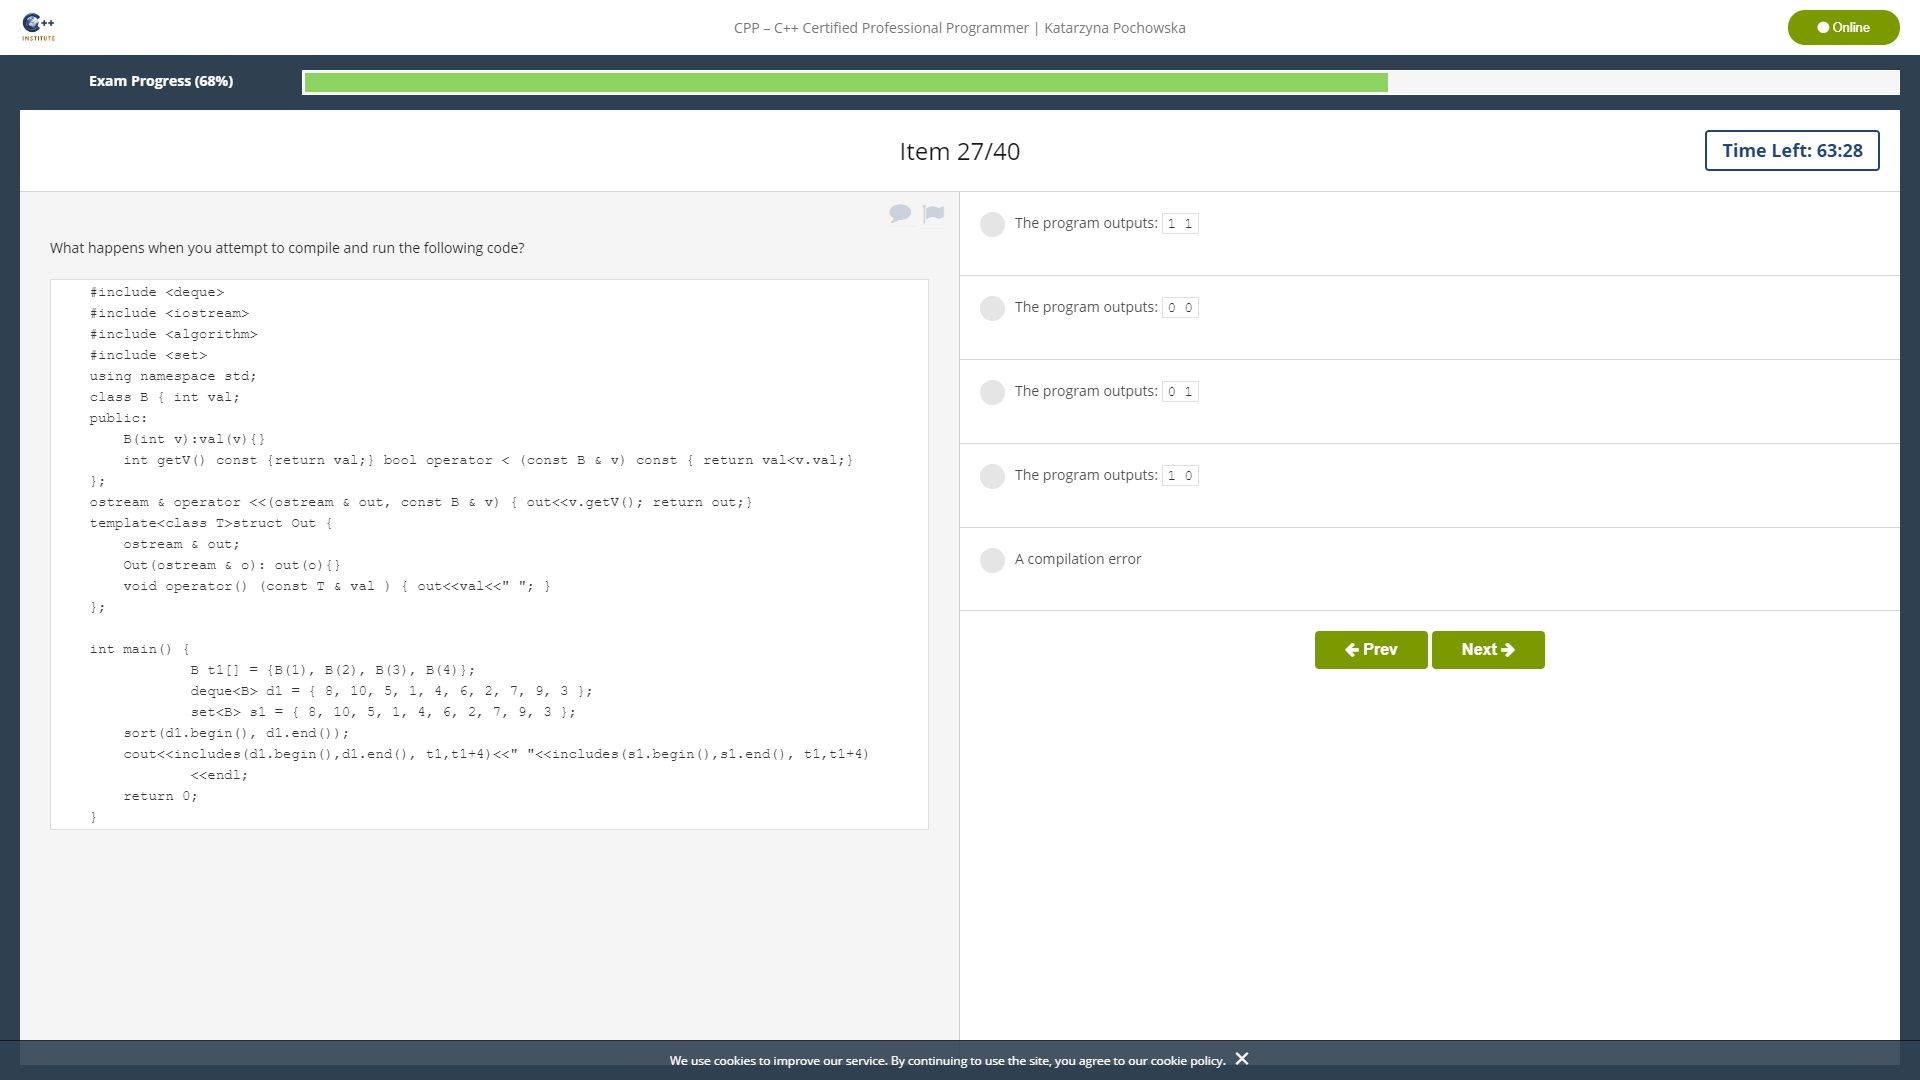 C++
INSTITUTE
CPP – C++ Certified Professional Programmer | Katarzyna Pochowska
Online
Exam Progress (68%)
Item 27/40
Time Left: 63:28
What happens when you attempt to compile and run the following code?
#include <deque>
#include <iostream>
#include <algorithm>
#include <set>
using namespace std;
class B { int val;
public:
    B(int v):val(v){}
    int getV() const {return val;} bool operator < (const B & v) const { return val<v.val;}
};
ostream & operator <<(ostream & out, const B & v) { out<<v.getV(); return out;}
template<class T>struct Out {
    ostream & out;
    Out(ostream & o): out(o){}
    void operator() (const T & val ) { out<<val<<" "; }
};
int main() {
            B t1[] = {B(1), B(2), B(3), B(4)};
            deque<B> d1 = { 8, 10, 5, 1, 4, 6, 2, 7, 9, 3 };
            set<B> s1 = { 8, 10, 5, 1, 4, 6, 2, 7, 9, 3 };
    sort(d1.begin(), d1.end());
    cout<<includes(d1.begin(),d1.end(), t1,t1+4)<<" "<<includes(s1.begin(),s1.end(), t1,t1+4)
            <<endl;
    return 0;
}
The program outputs: 1 1
The program outputs: 0 0
The program outputs: 0 1
The program outputs: 1 0
A compilation error
Prev
Next
We use cookies to improve our service. By continuing to use the site, you agree to our cookie policy.